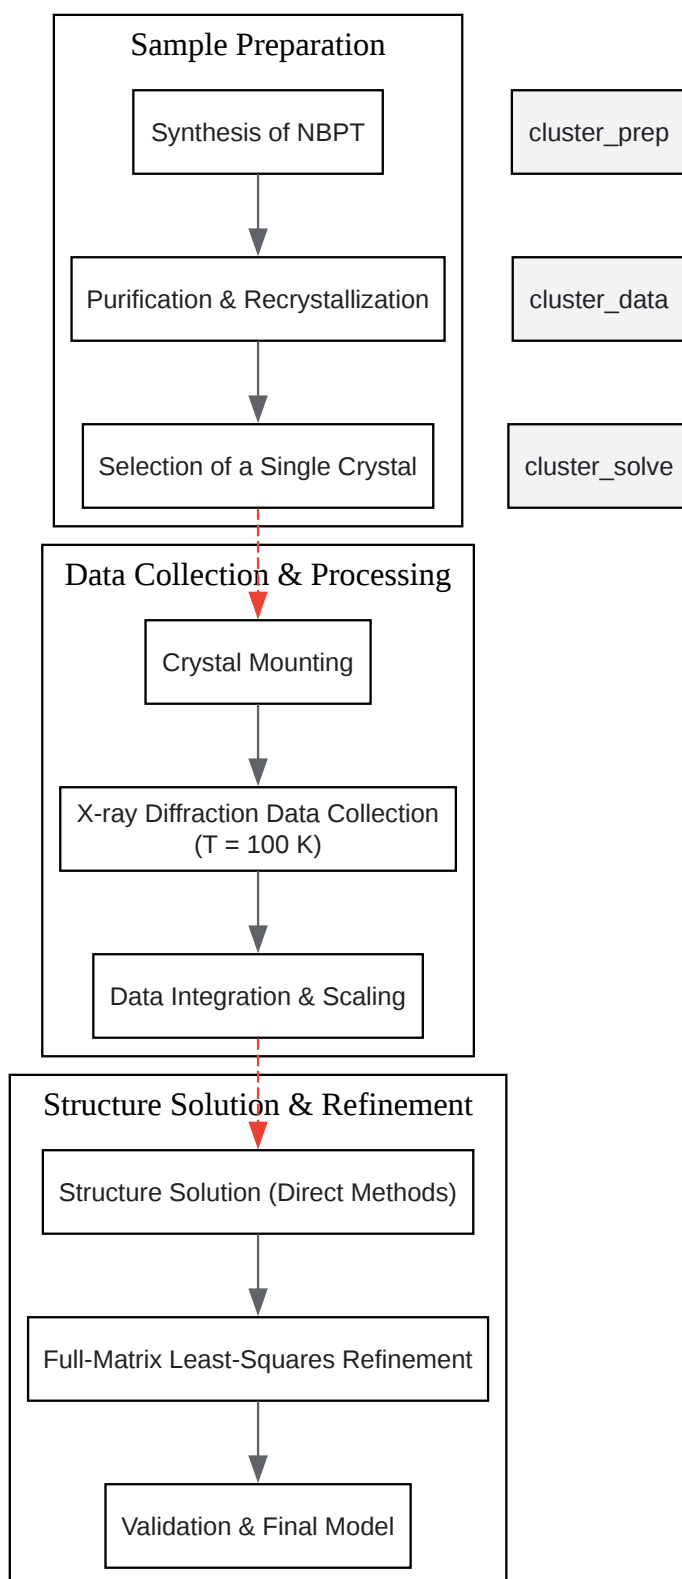 Sample Preparation
Synthesis of NBPT
cluster_prep
Purification & Recrystallization
cluster_data
Selection of a Single Crystal
cluster_solve
Data Collection & Processing
Crystal Mounting
X-ray Diffraction Data Collection
(T = 100 K)
Data Integration & Scaling
Structure Solution & Refinement
Structure Solution (Direct Methods)
Full-Matrix Least-Squares Refinement
Validation & Final Model